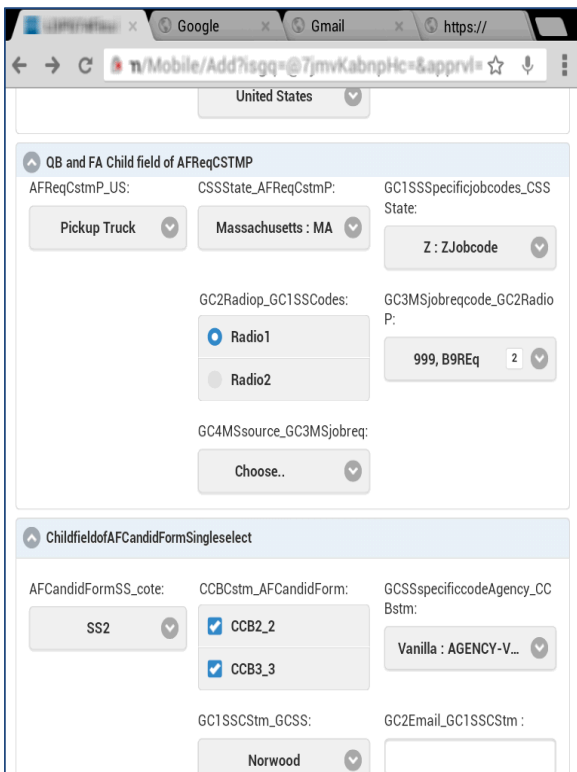 Google
Gmail
https://
n/Mobile/Add?isgq=@7jmvKabnpHc=&apprvl=
United States
QB and FA Child field of AFReqCSTMP
AFReqCstmP_US:
CSSState_AFReqCstmP:
GC1SSSpecificjobcodes_CSS
State:
Pickup Truck
Massachusetts : MA
Z : ZJobcode
GC2Radiop_GC1SSCodes:
GC3MSjobreqcode_GC2Radio
P:
Radio1
999, B9REq
2
Radio2
GC4MSsource_GC3MSjobreq:
Choose..
ChildfieldofAFCandidFormSingleselect
AFCandidFormSS_cote:
CCBCstm_AFCandidForm:
GCSSspecificcodeAgency_CC
Bstm:
SS2
CCB2_2
Vanilla : AGENCY-V...
CCB3_3
GC1SSCStm_GCSS:
GC2Email_GC1SSCStm :
Norwood